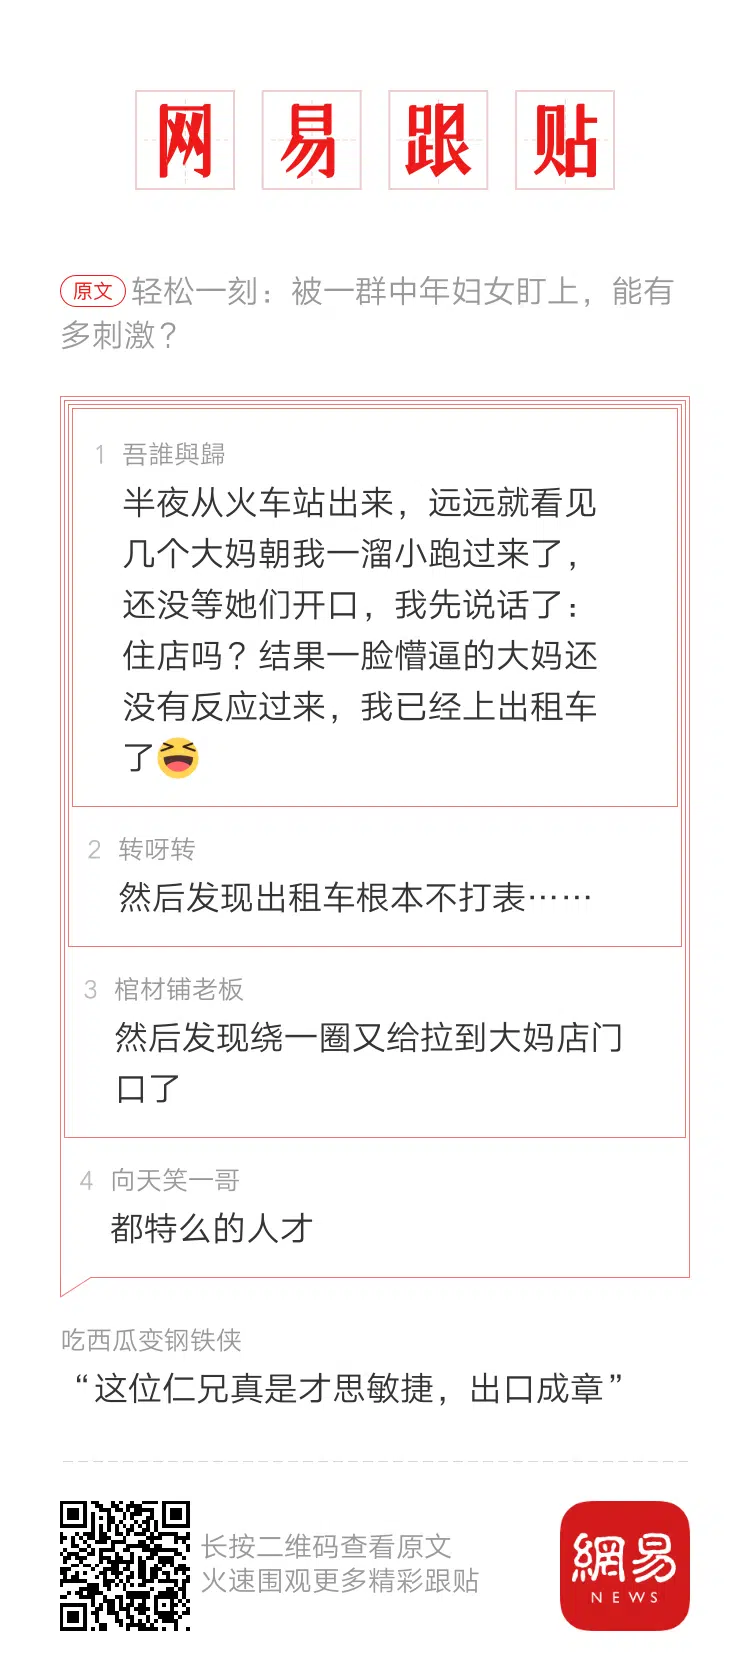 网易跟贴
原文 轻松一刻：被一群中年妇女盯上，能有
多刺激？
1 吾誰與歸
半夜从火车站出来，远远就看见
几个大妈朝我一溜小跑过来了，
还没等她们开口，我先说话了：
住店吗？结果一脸懵逼的大妈还
没有反应过来，我已经上出租车
了😆
2 转呀转
然后发现出租车根本不打表……
3 棺材铺老板
然后发现绕一圈又给拉到大妈店门
口了
4 向天笑一哥
都特么的人才
吃西瓜变钢铁侠
“这位仁兄真是才思敏捷，出口成章”
长按二维码查看原文
火速围观更多精彩跟贴
網易
NEWS